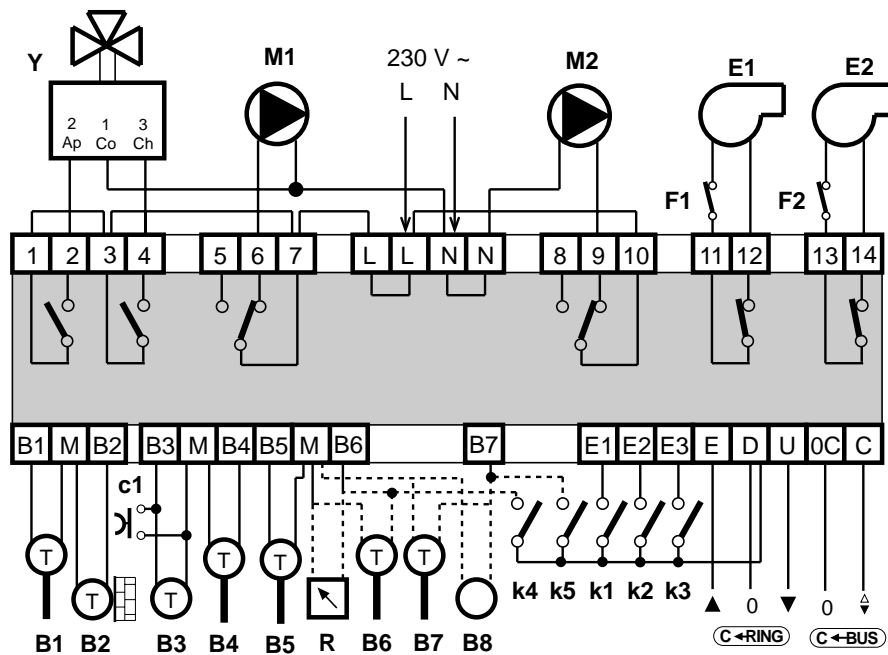 Y M1 230 V ~ M2 E1 E2
L N
2 1 3
Ap Co Ch
F1 F2
1 2 3 4 5 6 7 L L N N 8 9 10 11 12 13 14
B1 M B2 B3 M B4 B5 M B6 B7 E1 E2 E3 E D U 0C C
c1
T T T T T T T
k4 k5 k1 k2 k3 0 0
B1 B2 B3 B4 B5 R B6 B7 B8 C RING C BUS